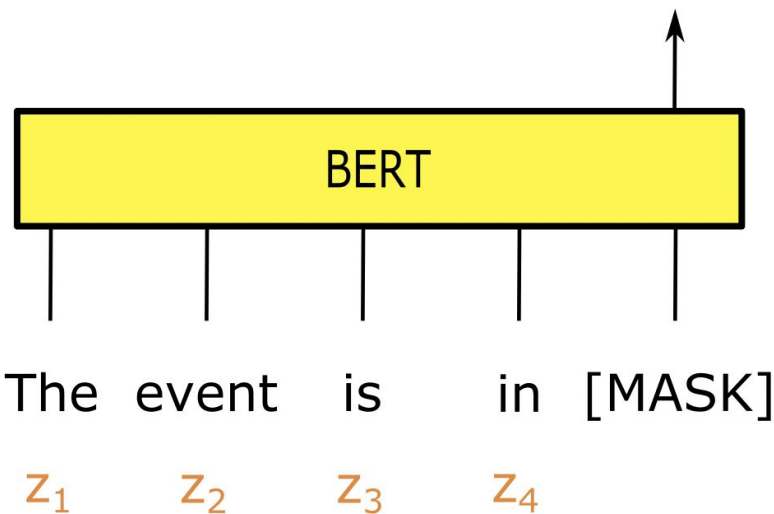 BERT
The event is in [MASK]
z₁ z₂ z₃ z₄